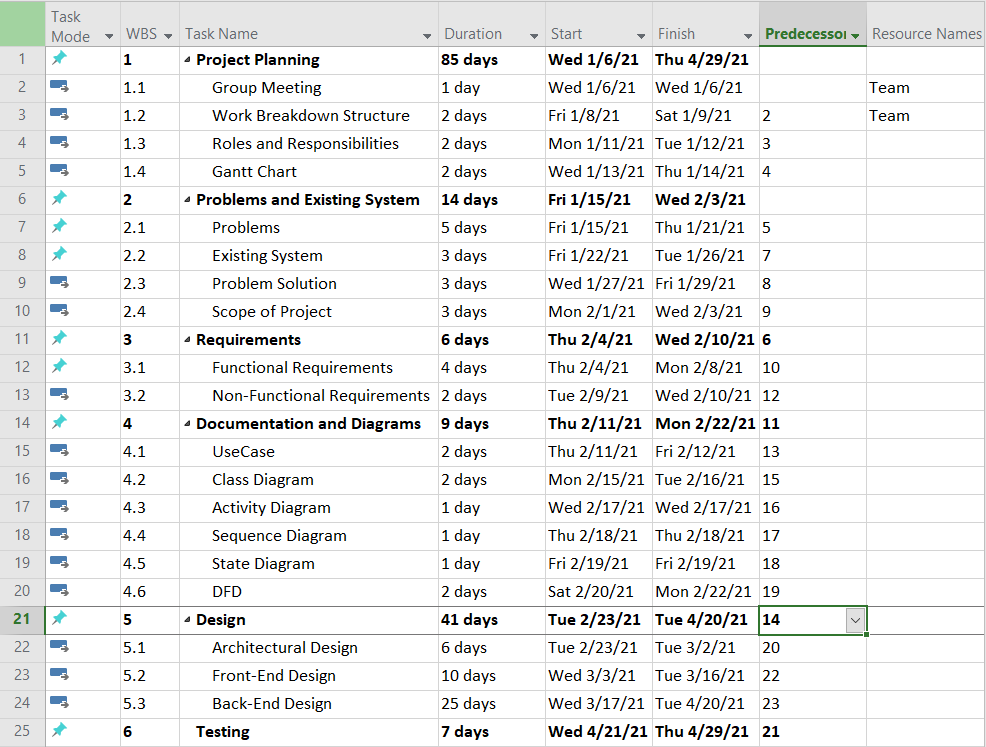 Task Mode WBS Task Name Duration Start Finish Predecessor Resource Names
1 1 Project Planning 85 days Wed 1/6/21 Thu 4/29/21
2 1.1 Group Meeting 1 day Wed 1/6/21 Wed 1/6/21 Team
3 1.2 Work Breakdown Structure 2 days Fri 1/8/21 Sat 1/9/21 2 Team
4 1.3 Roles and Responsibilities 2 days Mon 1/11/21 Tue 1/12/21 3
5 1.4 Gantt Chart 2 days Wed 1/13/21 Thu 1/14/21 4
6 2 Problems and Existing System 14 days Fri 1/15/21 Wed 2/3/21
7 2.1 Problems 5 days Fri 1/15/21 Thu 1/21/21 5
8 2.2 Existing System 3 days Fri 1/22/21 Tue 1/26/21 7
9 2.3 Problem Solution 3 days Wed 1/27/21 Fri 1/29/21 8
10 2.4 Scope of Project 3 days Mon 2/1/21 Wed 2/3/21 9
11 3 Requirements 6 days Thu 2/4/21 Wed 2/10/21 6
12 3.1 Functional Requirements 4 days Thu 2/4/21 Mon 2/8/21 10
13 3.2 Non-Functional Requirements 2 days Tue 2/9/21 Wed 2/10/21 12
14 4 Documentation and Diagrams 9 days Thu 2/11/21 Mon 2/22/21 11
15 4.1 UseCase 2 days Thu 2/11/21 Fri 2/12/21 13
16 4.2 Class Diagram 2 days Mon 2/15/21 Tue 2/16/21 15
17 4.3 Activity Diagram 1 day Wed 2/17/21 Wed 2/17/21 16
18 4.4 Sequence Diagram 1 day Thu 2/18/21 Thu 2/18/21 17
19 4.5 State Diagram 1 day Fri 2/19/21 Fri 2/19/21 18
20 4.6 DFD 2 days Sat 2/20/21 Mon 2/22/21 19
21 5 Design 41 days Tue 2/23/21 Tue 4/20/21 14
22 5.1 Architectural Design 6 days Tue 2/23/21 Tue 3/2/21 20
23 5.2 Front-End Design 10 days Wed 3/3/21 Tue 3/16/21 22
24 5.3 Back-End Design 25 days Wed 3/17/21 Tue 4/20/21 23
25 6 Testing 7 days Wed 4/21/21 Thu 4/29/21 21